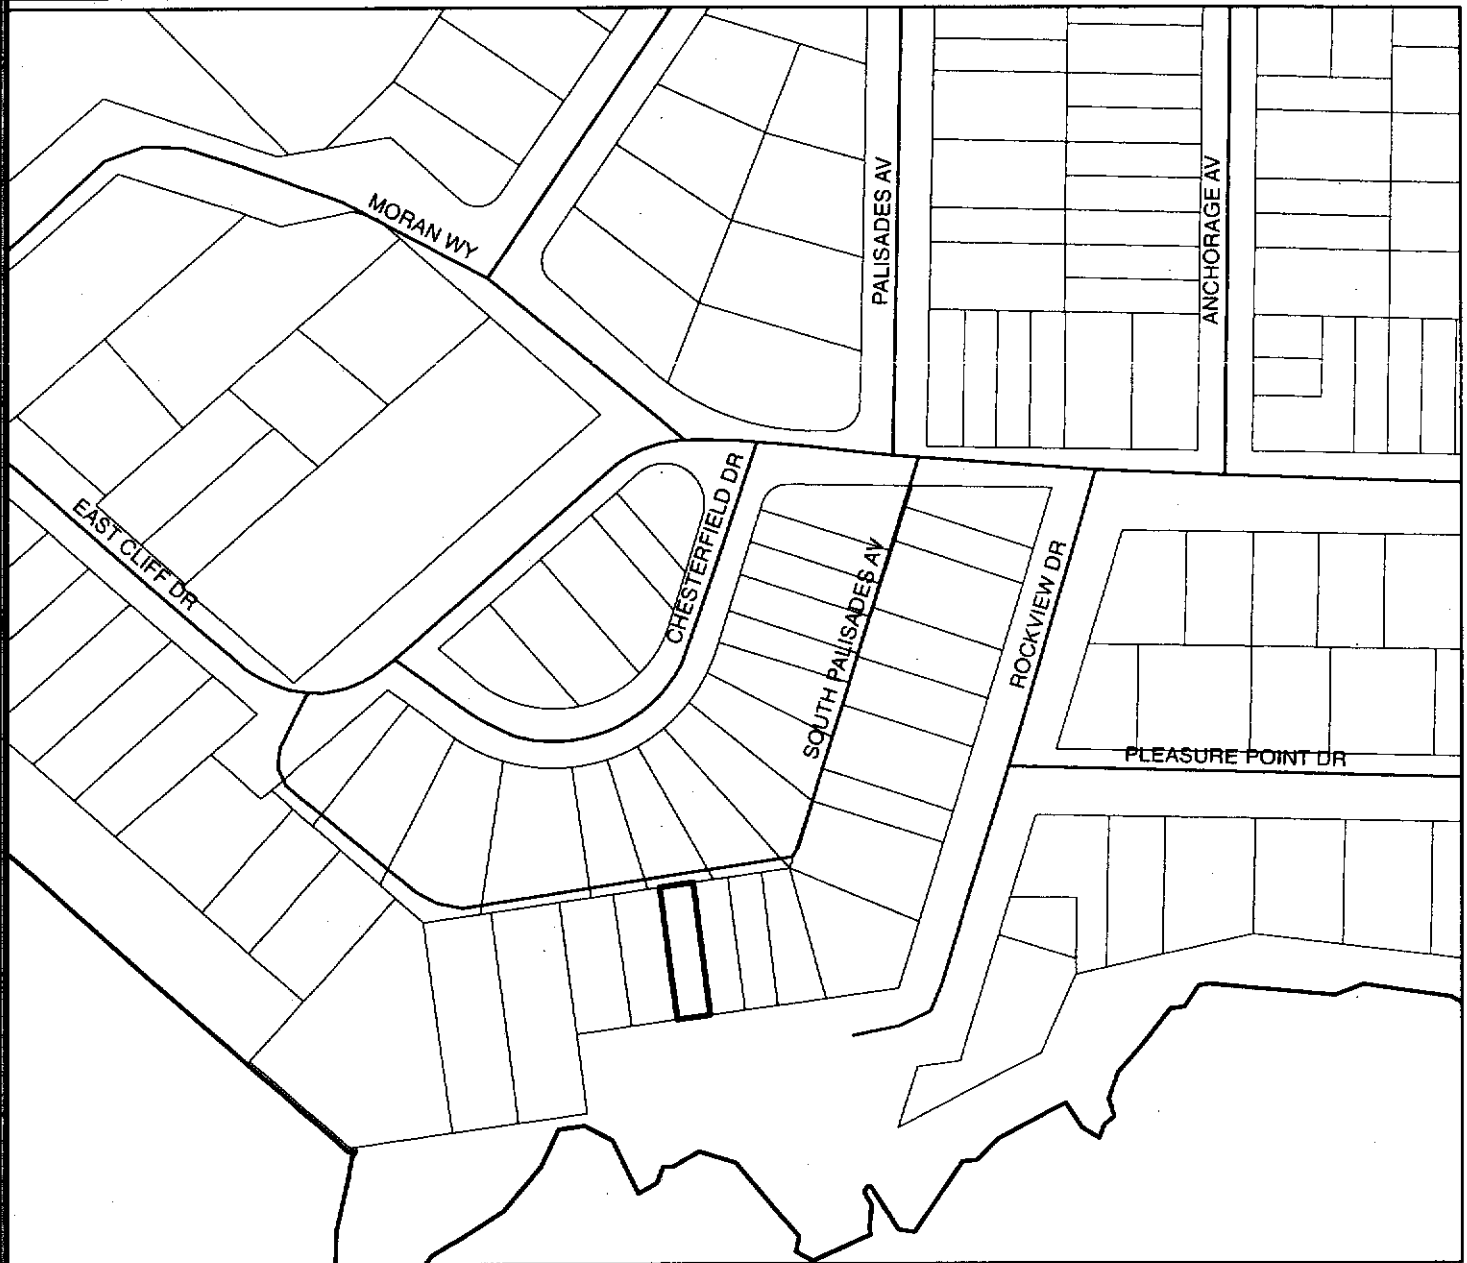 MORAN WY
PALISADES AV
ANCHORAGE AV
EAST CLIFF DR
CHESTERFIELD DR
SOUTH PALISADES AV
ROCKVIEW DR
PLEASURE POINT DR